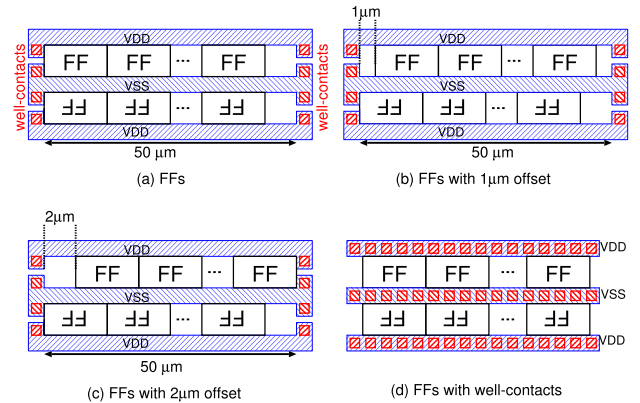 well-contacts
VDD
FF FF ... FF
VSS
FF FF ... FF
VDD
50 μm
(a) FFs
1μm
well-contacts
VDD
FF FF ... FF
VSS
FF FF ... FF
VDD
50 μm
(b) FFs with 1μm offset
2μm
VDD
FF FF ... FF
VSS
FF FF ... FF
VDD
50 μm
(c) FFs with 2μm offset
VDD
FF FF ... FF
VSS
FF FF ... FF
VDD
(d) FFs with well-contacts